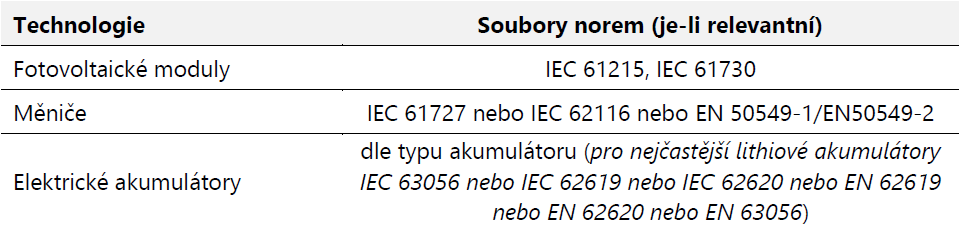 Technologie Soubory norem (je-li relevantní)
Fotovoltaické moduly IEC 61215, IEC 61730
Měniče IEC 61727 nebo IEC 62116 nebo EN 50549-1/EN50549-2
Elektrické akumulátory dle typu akumulátoru (pro nejčastější lithiové akumulátory
IEC 63056 nebo IEC 62619 nebo IEC 62620 nebo EN 62619
nebo EN 62620 nebo EN 63056)